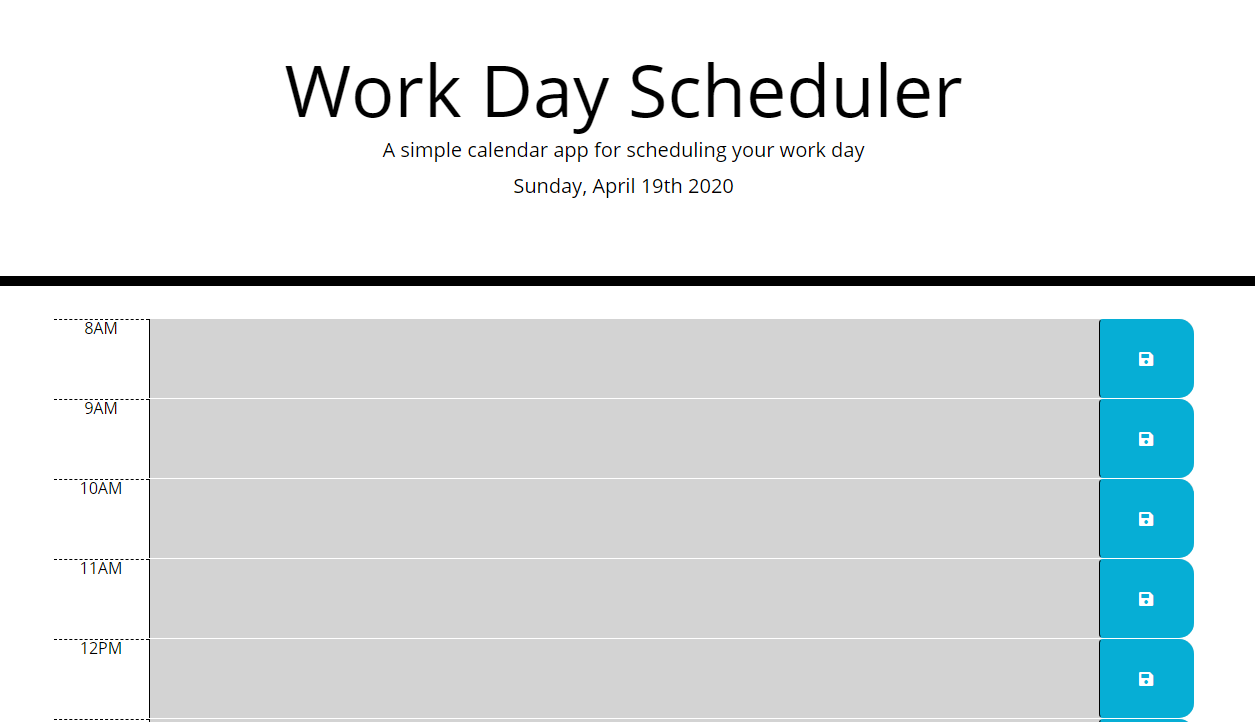 Work Day Scheduler
A simple calendar app for scheduling your work day
Sunday, April 19th 2020
8AM
9AM
10AM
11AM
12PM